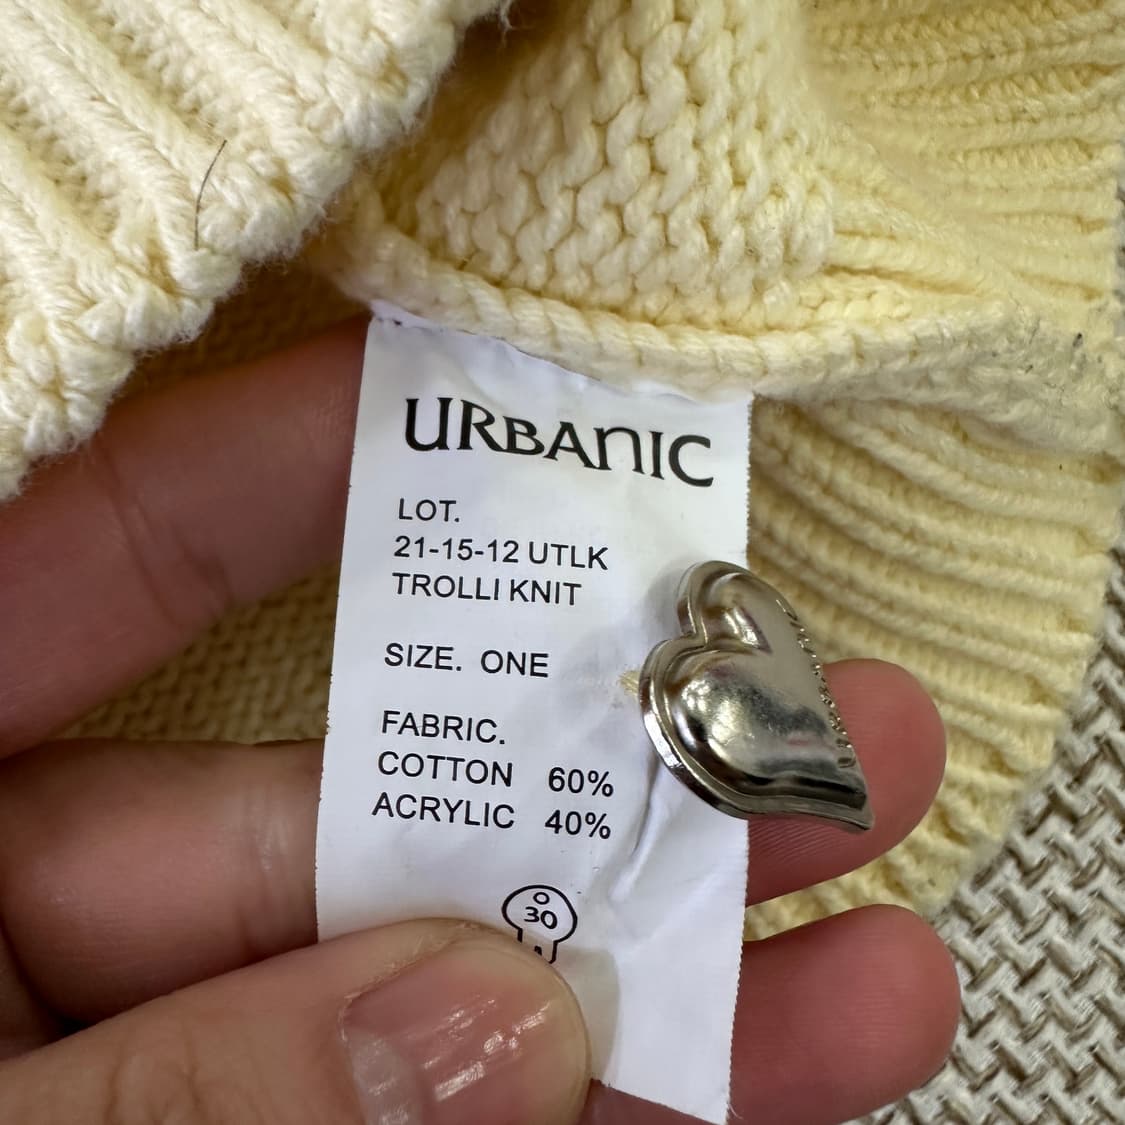 URBANIC
LOT.
21-15-12 UTLK
TROLLI KNIT
SIZE. ONE
FABRIC.
COTTON 60%
ACRYLIC 40%
30